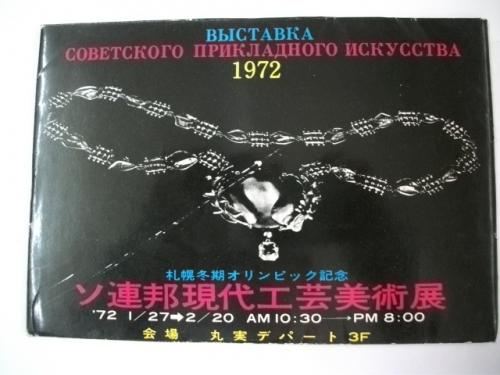 ВЫСТАВКА
СОВЕТСКОГО ПРИКЛАДНОГО ИСКУССТВА
1972
札幌冬期オリンピック記念
ソ連邦現代工芸美術展
'72 1/27➡2/20 AM10:30→PM8:00
会場 丸実デパート3F